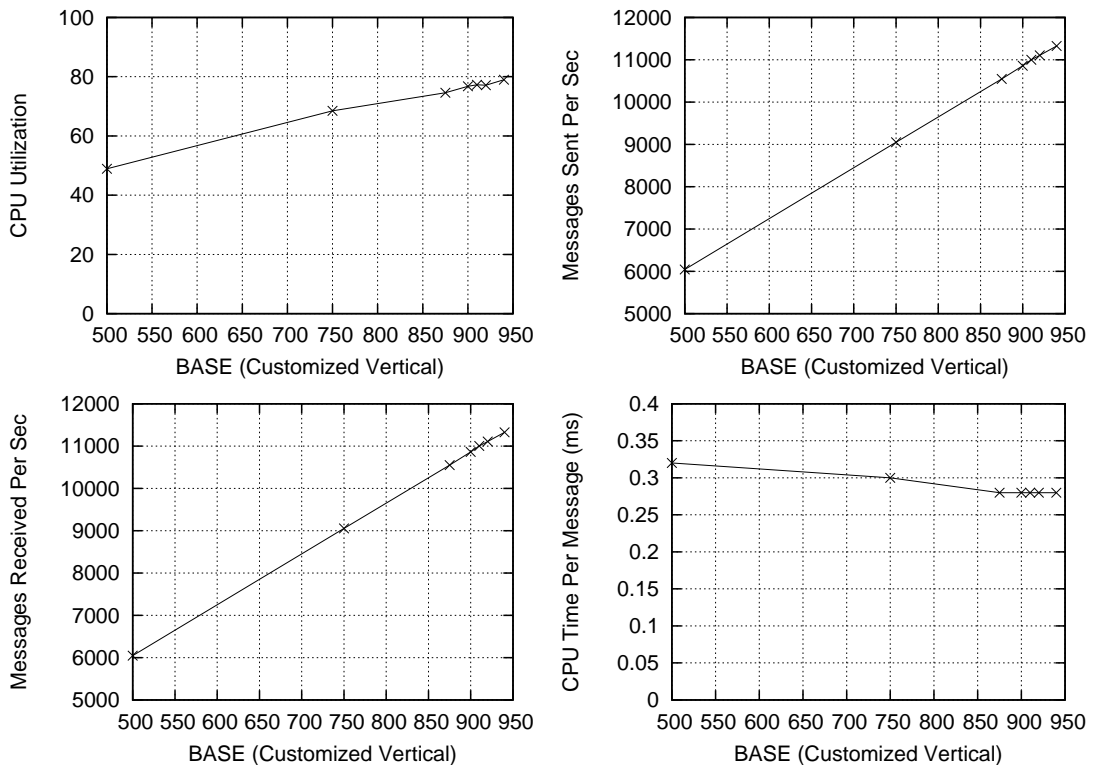 CPU Utilization
100
80
60
40
20
0
500 550 600 650 700 750 800 850 900 950
BASE (Customized Vertical)
Messages Sent Per Sec
12000
11000
10000
9000
8000
7000
6000
5000
500 550 600 650 700 750 800 850 900 950
BASE (Customized Vertical)
Messages Received Per Sec
12000
11000
10000
9000
8000
7000
6000
5000
500 550 600 650 700 750 800 850 900 950
BASE (Customized Vertical)
CPU Time Per Message (ms)
0.4
0.35
0.3
0.25
0.2
0.15
0.1
0.05
0
500 550 600 650 700 750 800 850 900 950
BASE (Customized Vertical)